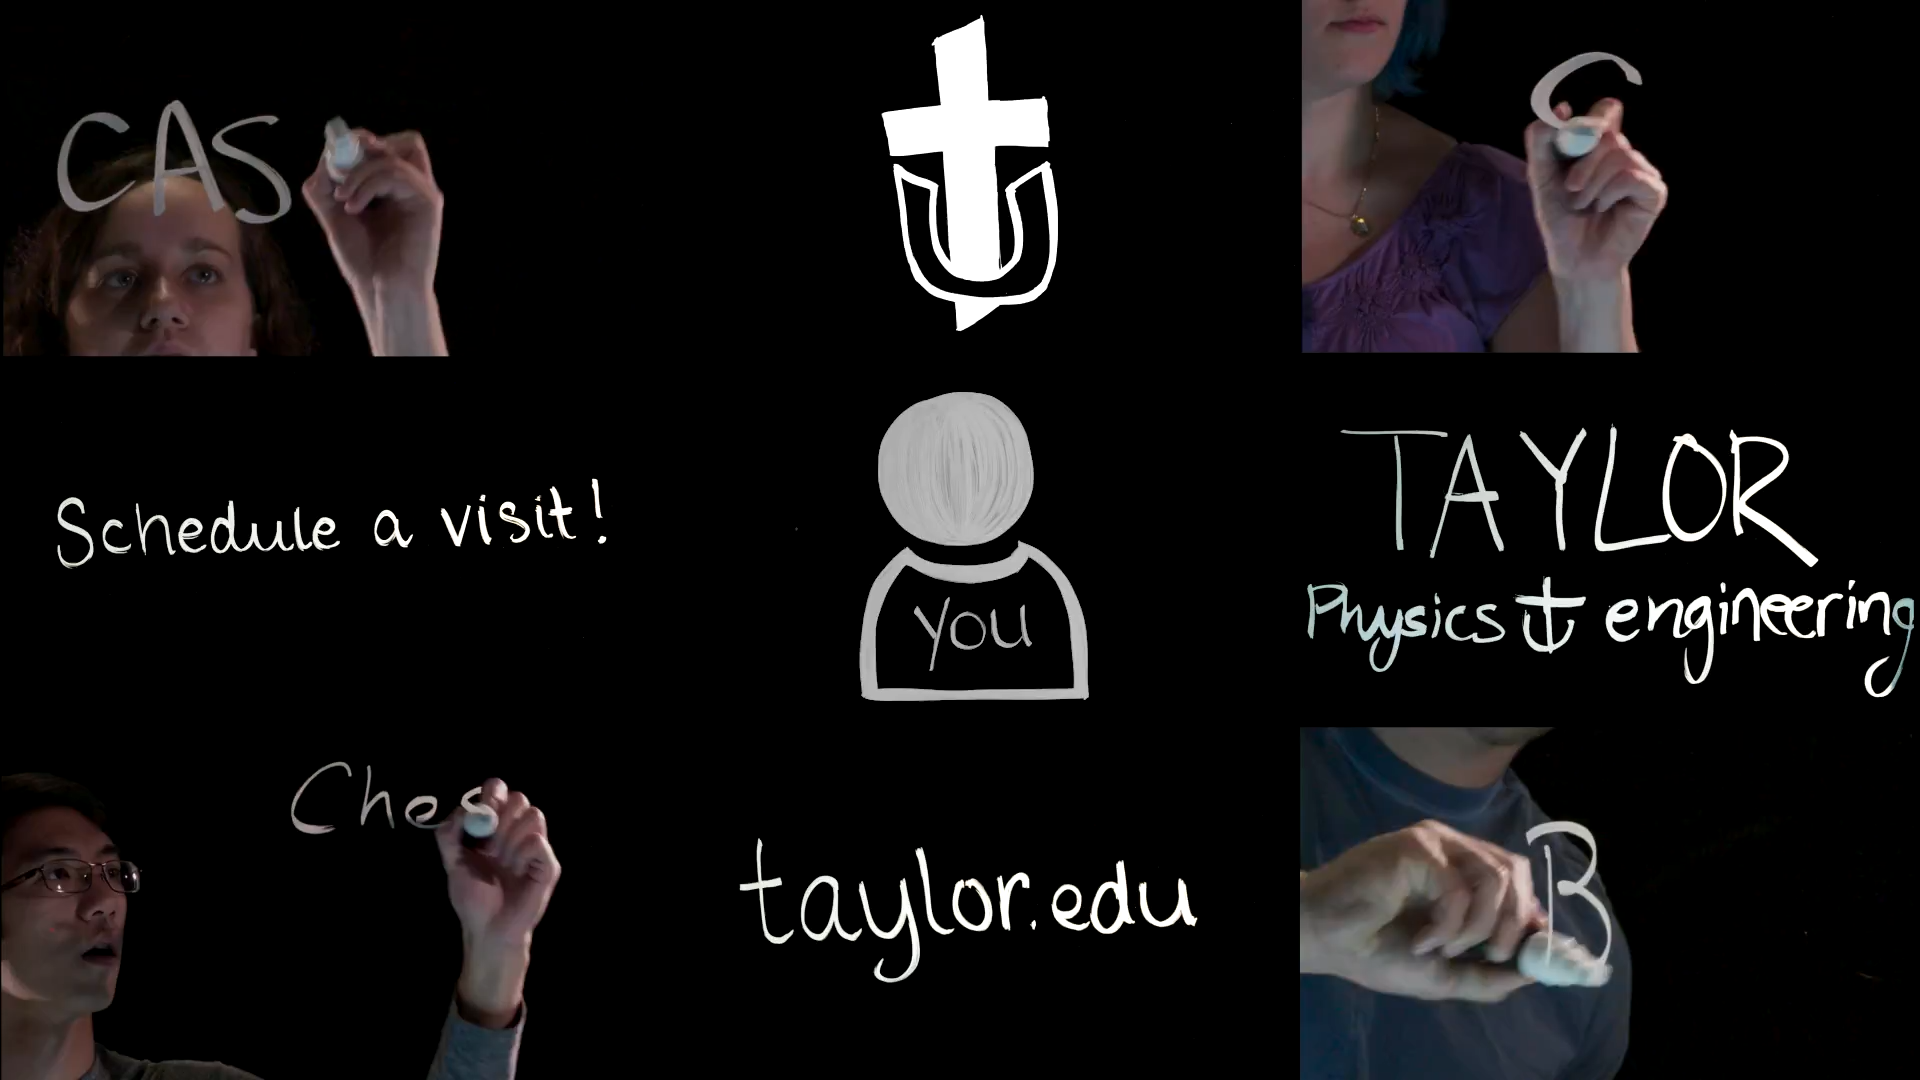 CAS
C
Schedule a visit!
YOU
TAYLOR
Physics engineering
Ches
taylor.edu
B